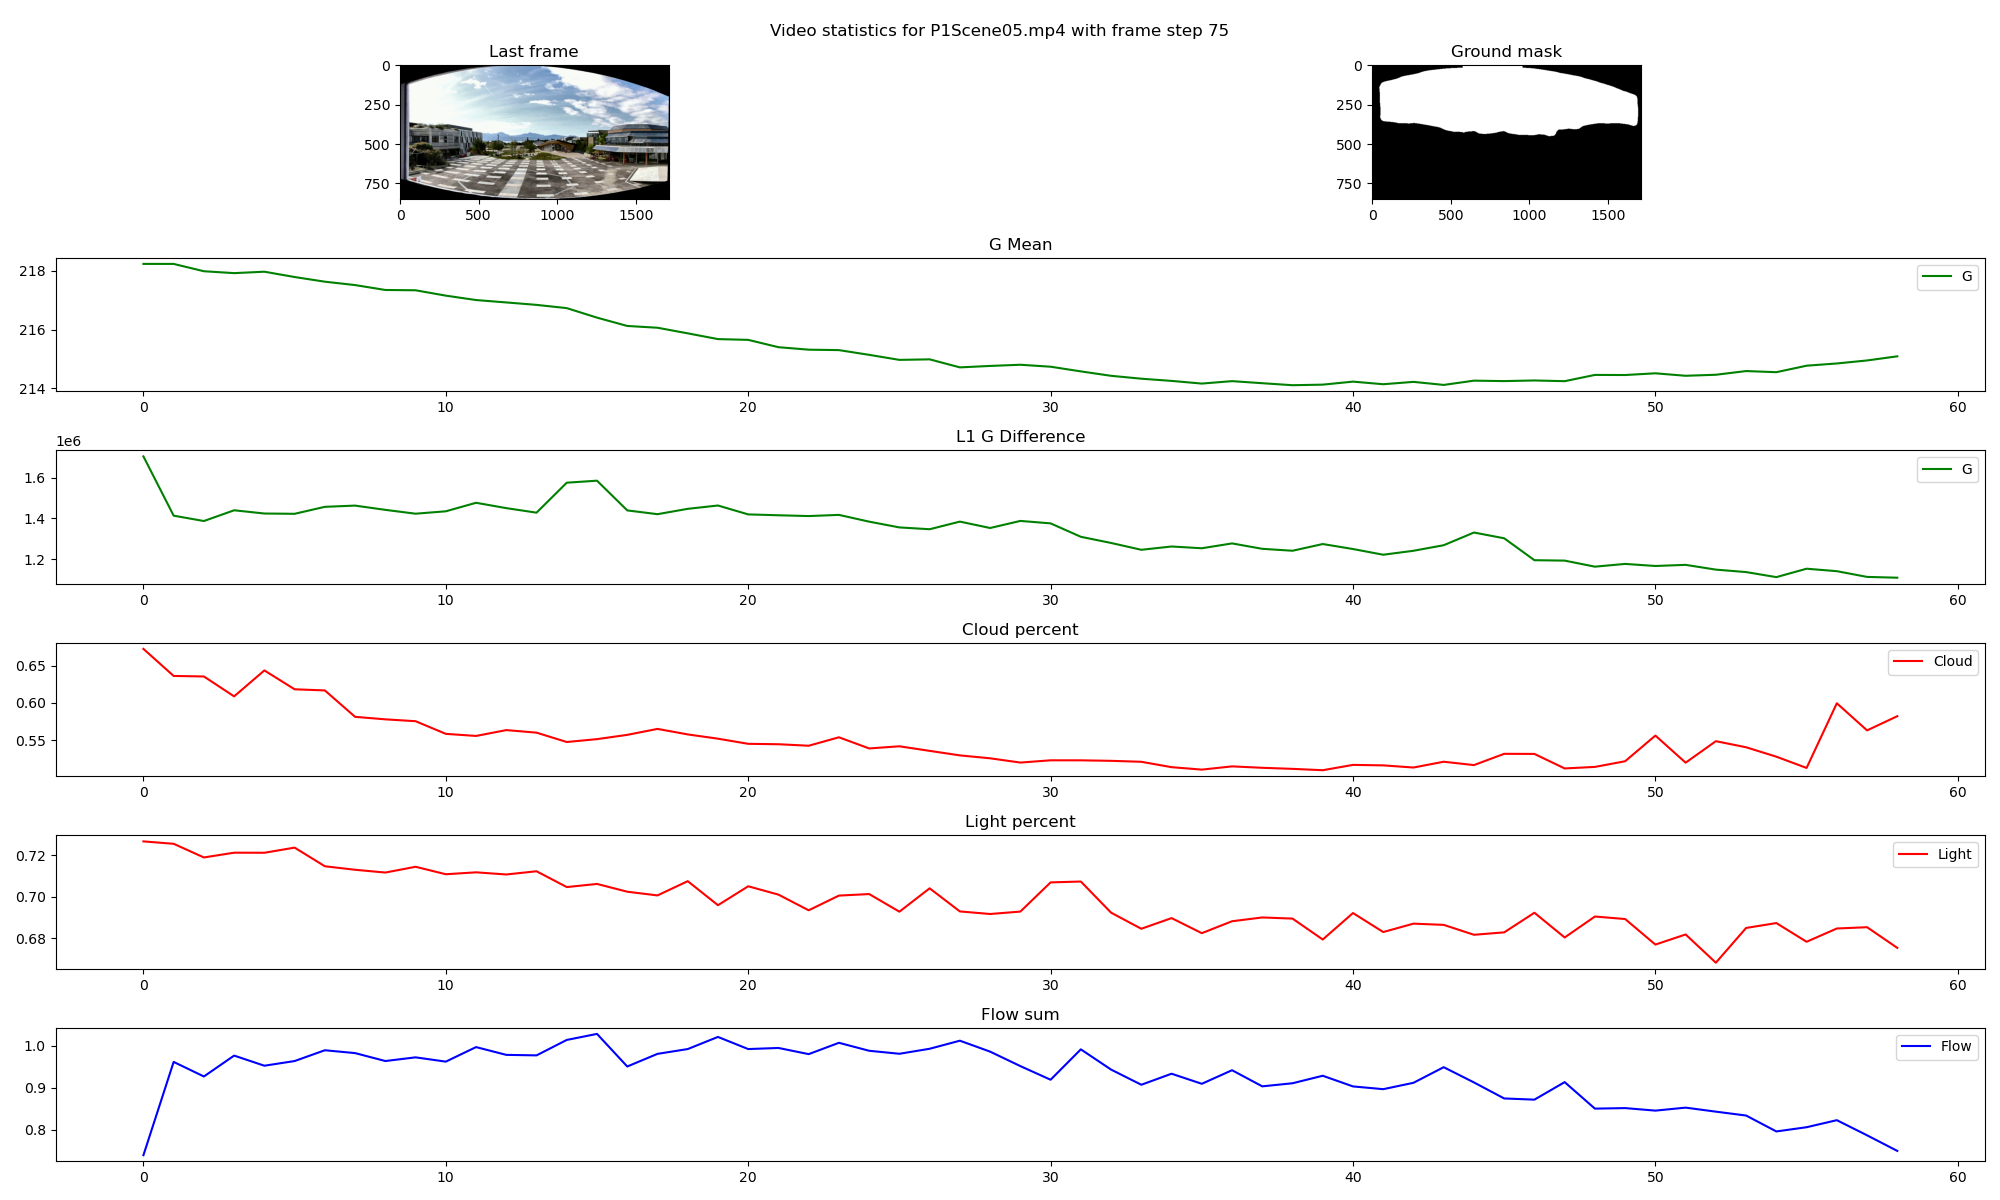 Video statistics for P1Scene05.mp4 with frame step 75
Last frame
0
250
500
750
0 500 1000 1500
Ground mask
0
250
500
750
0 500 1000 1500
G Mean
218
216
214
G
0 10 20 30 40 50 60
L1 G Difference
1e6
1.6
1.4
1.2
G
0 10 20 30 40 50 60
Cloud percent
0.65
0.60
0.55
Cloud
0 10 20 30 40 50 60
Light percent
0.72
0.70
0.68
Light
0 10 20 30 40 50 60
Flow sum
1.0
0.9
0.8
Flow
0 10 20 30 40 50 60